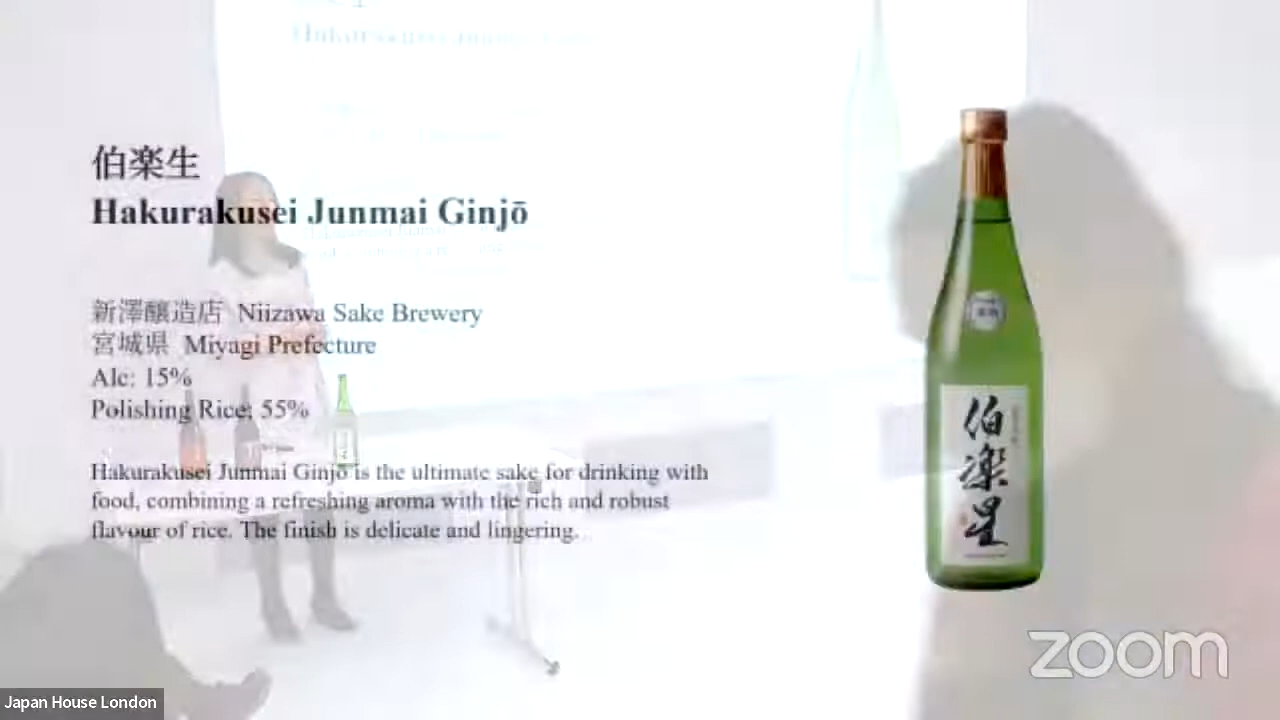 伯楽生
Hakurakusei Junmai Ginjō
新澤醸造店 Niizawa Sake Brewery
宮城県 Miyagi Prefecture
Alc: 15%
Polishing Rice: 55%
Hakurakusei Junmai Ginjō is the ultimate sake for drinking with
food, combining a refreshing aroma with the rich and robust
flavour of rice. The finish is delicate and lingering.
伯楽星
zoom
Japan House London